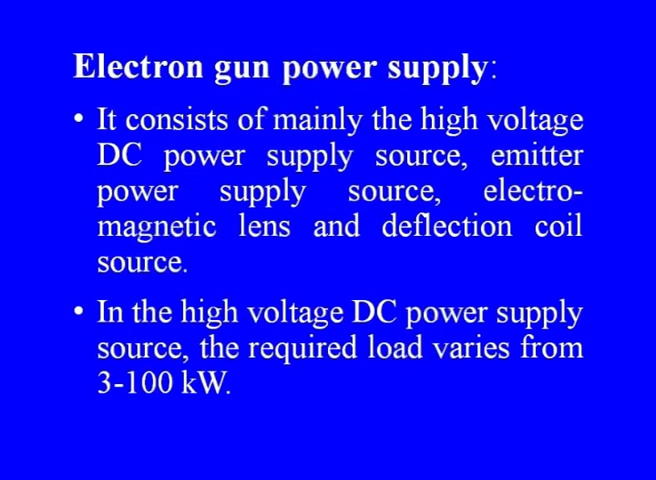 Electron gun power supply:
• It consists of mainly the high voltage
DC power supply source, emitter
power supply source, electro-
magnetic lens and deflection coil
source.
• In the high voltage DC power supply
source, the required load varies from
3-100 kW.